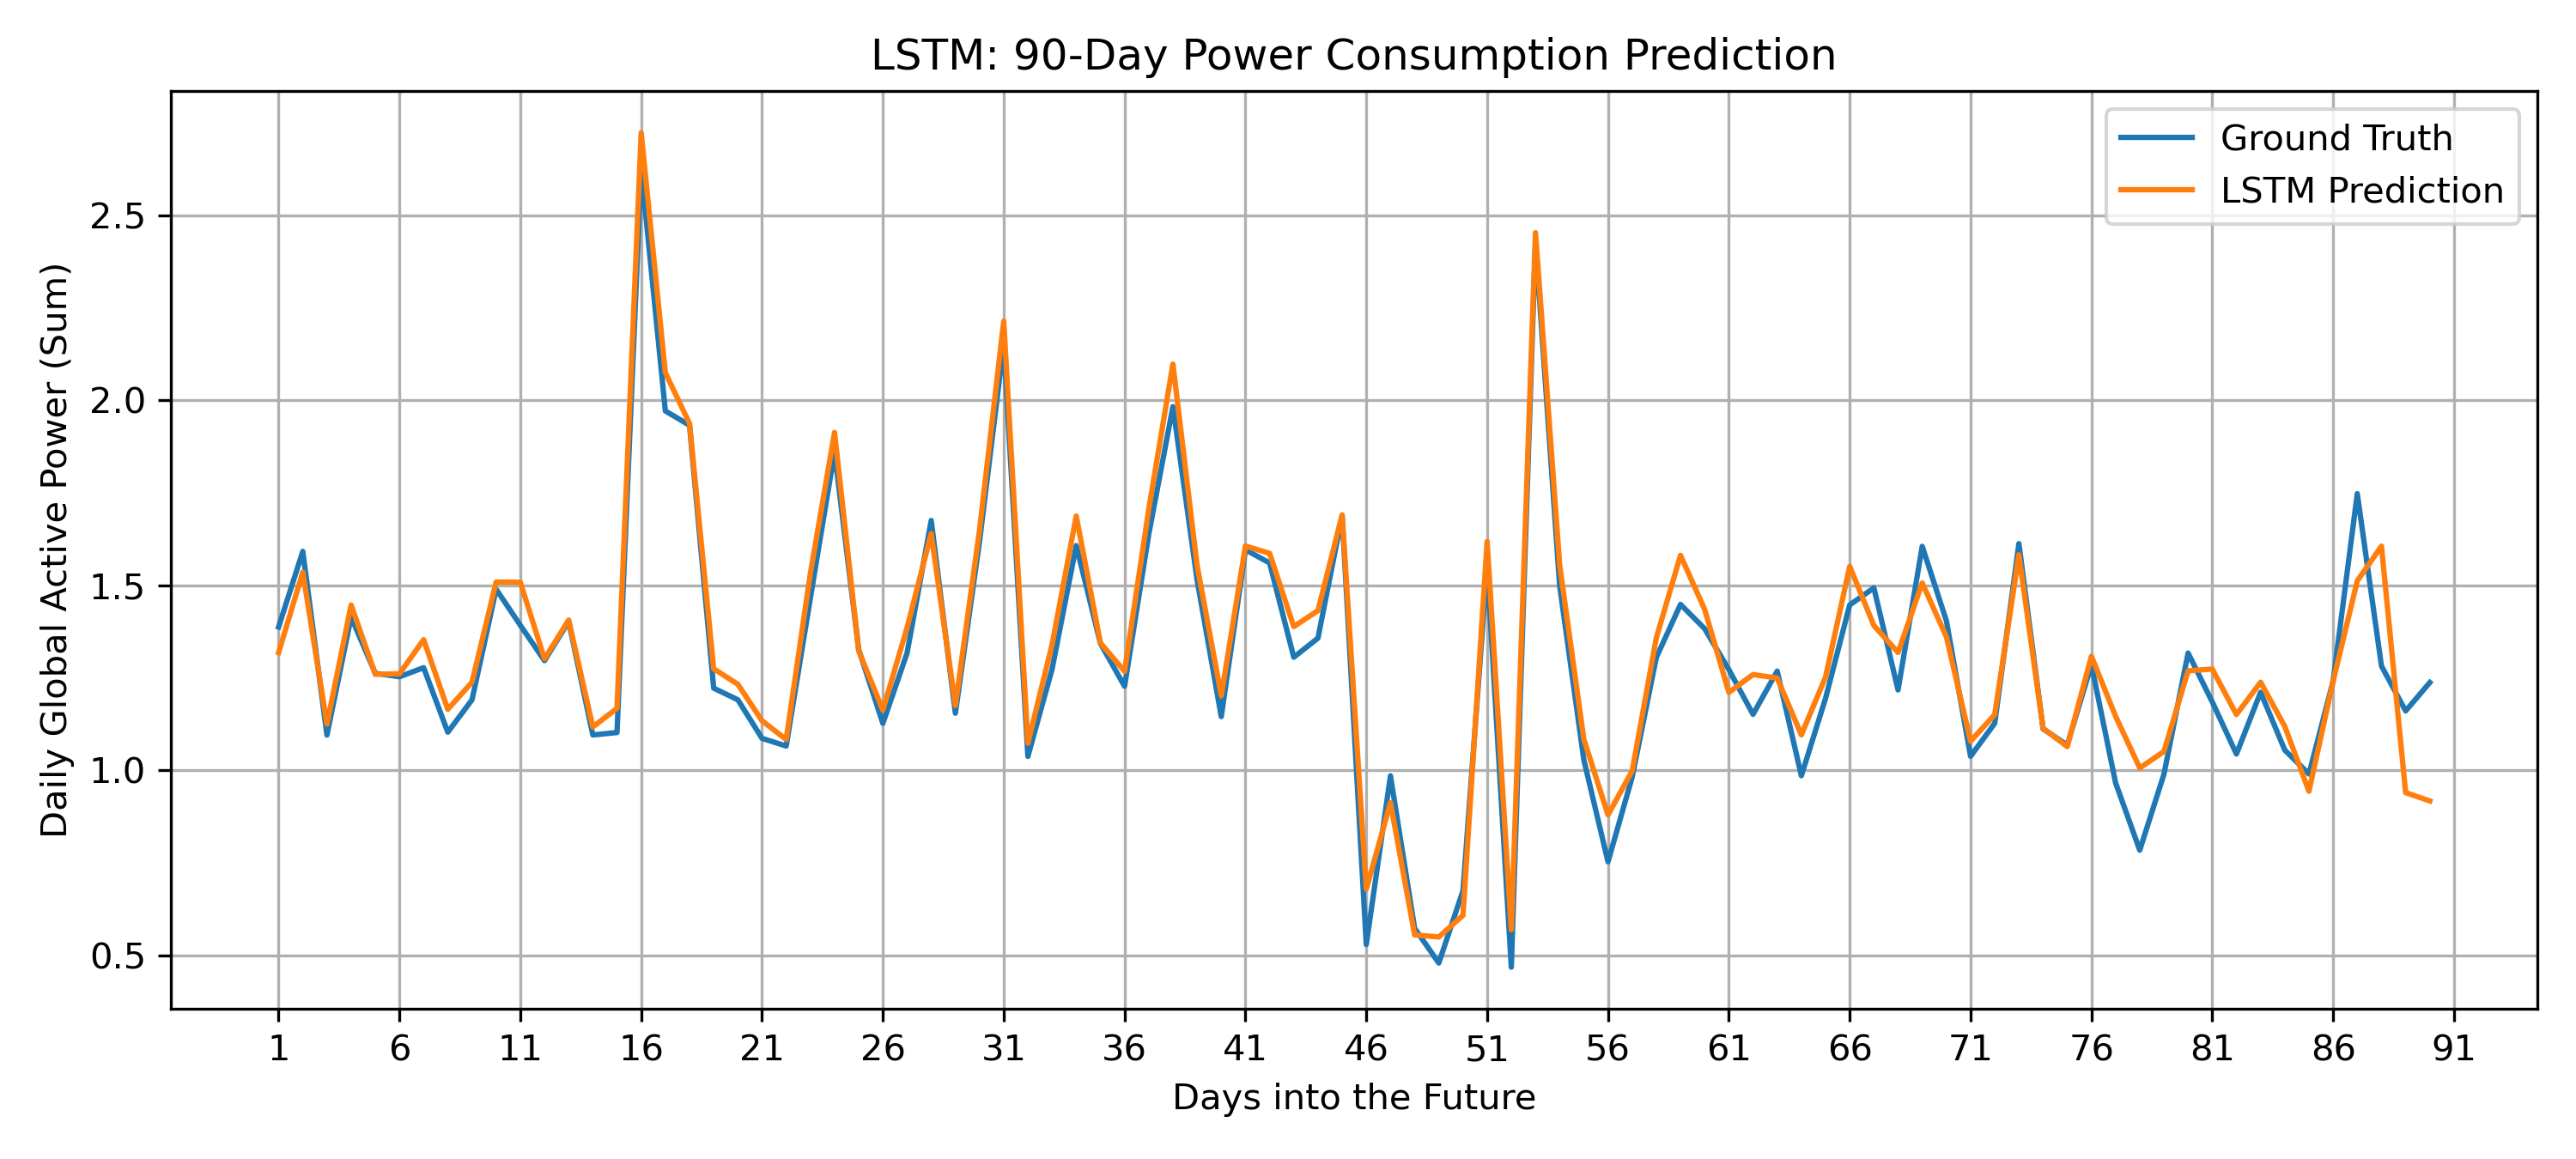 LSTM: 90-Day Power Consumption Prediction
Ground Truth
LSTM Prediction
Daily Global Active Power (Sum)
2.5
2.0
1.5
1.0
0.5
1 6 11 16 21 26 31 36 41 46 51 56 61 66 71 76 81 86 91
Days into the Future